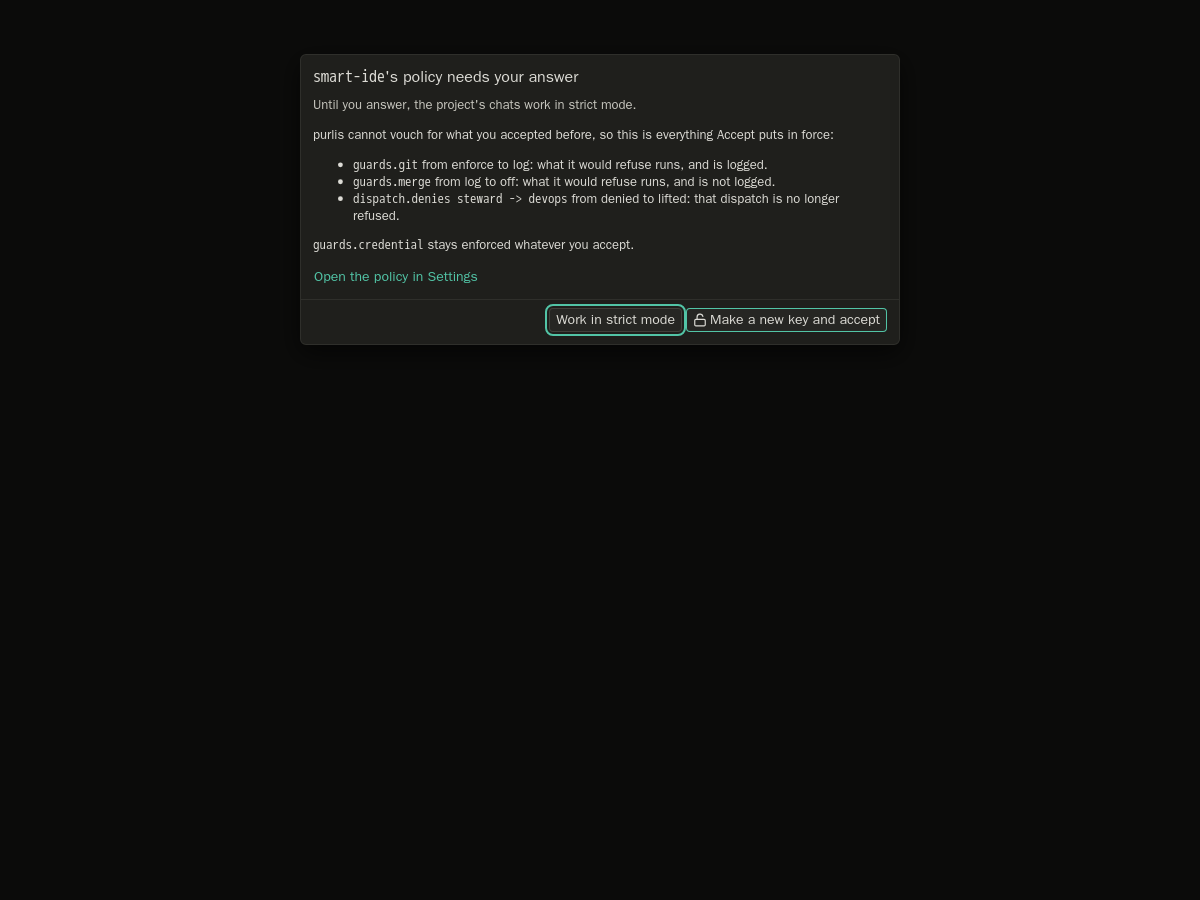 smart-ide's policy needs your answer
Until you answer, the project's chats work in strict mode.
purlis cannot vouch for what you accepted before, so this is everything Accept puts in force:
• guards.git from enforce to log: what it would refuse runs, and is logged.
• guards.merge from log to off: what it would refuse runs, and is not logged.
• dispatch.denies steward -> devops from denied to lifted: that dispatch is no longer
refused.
guards.credential stays enforced whatever you accept.
Open the policy in Settings
Work in strict mode
Make a new key and accept